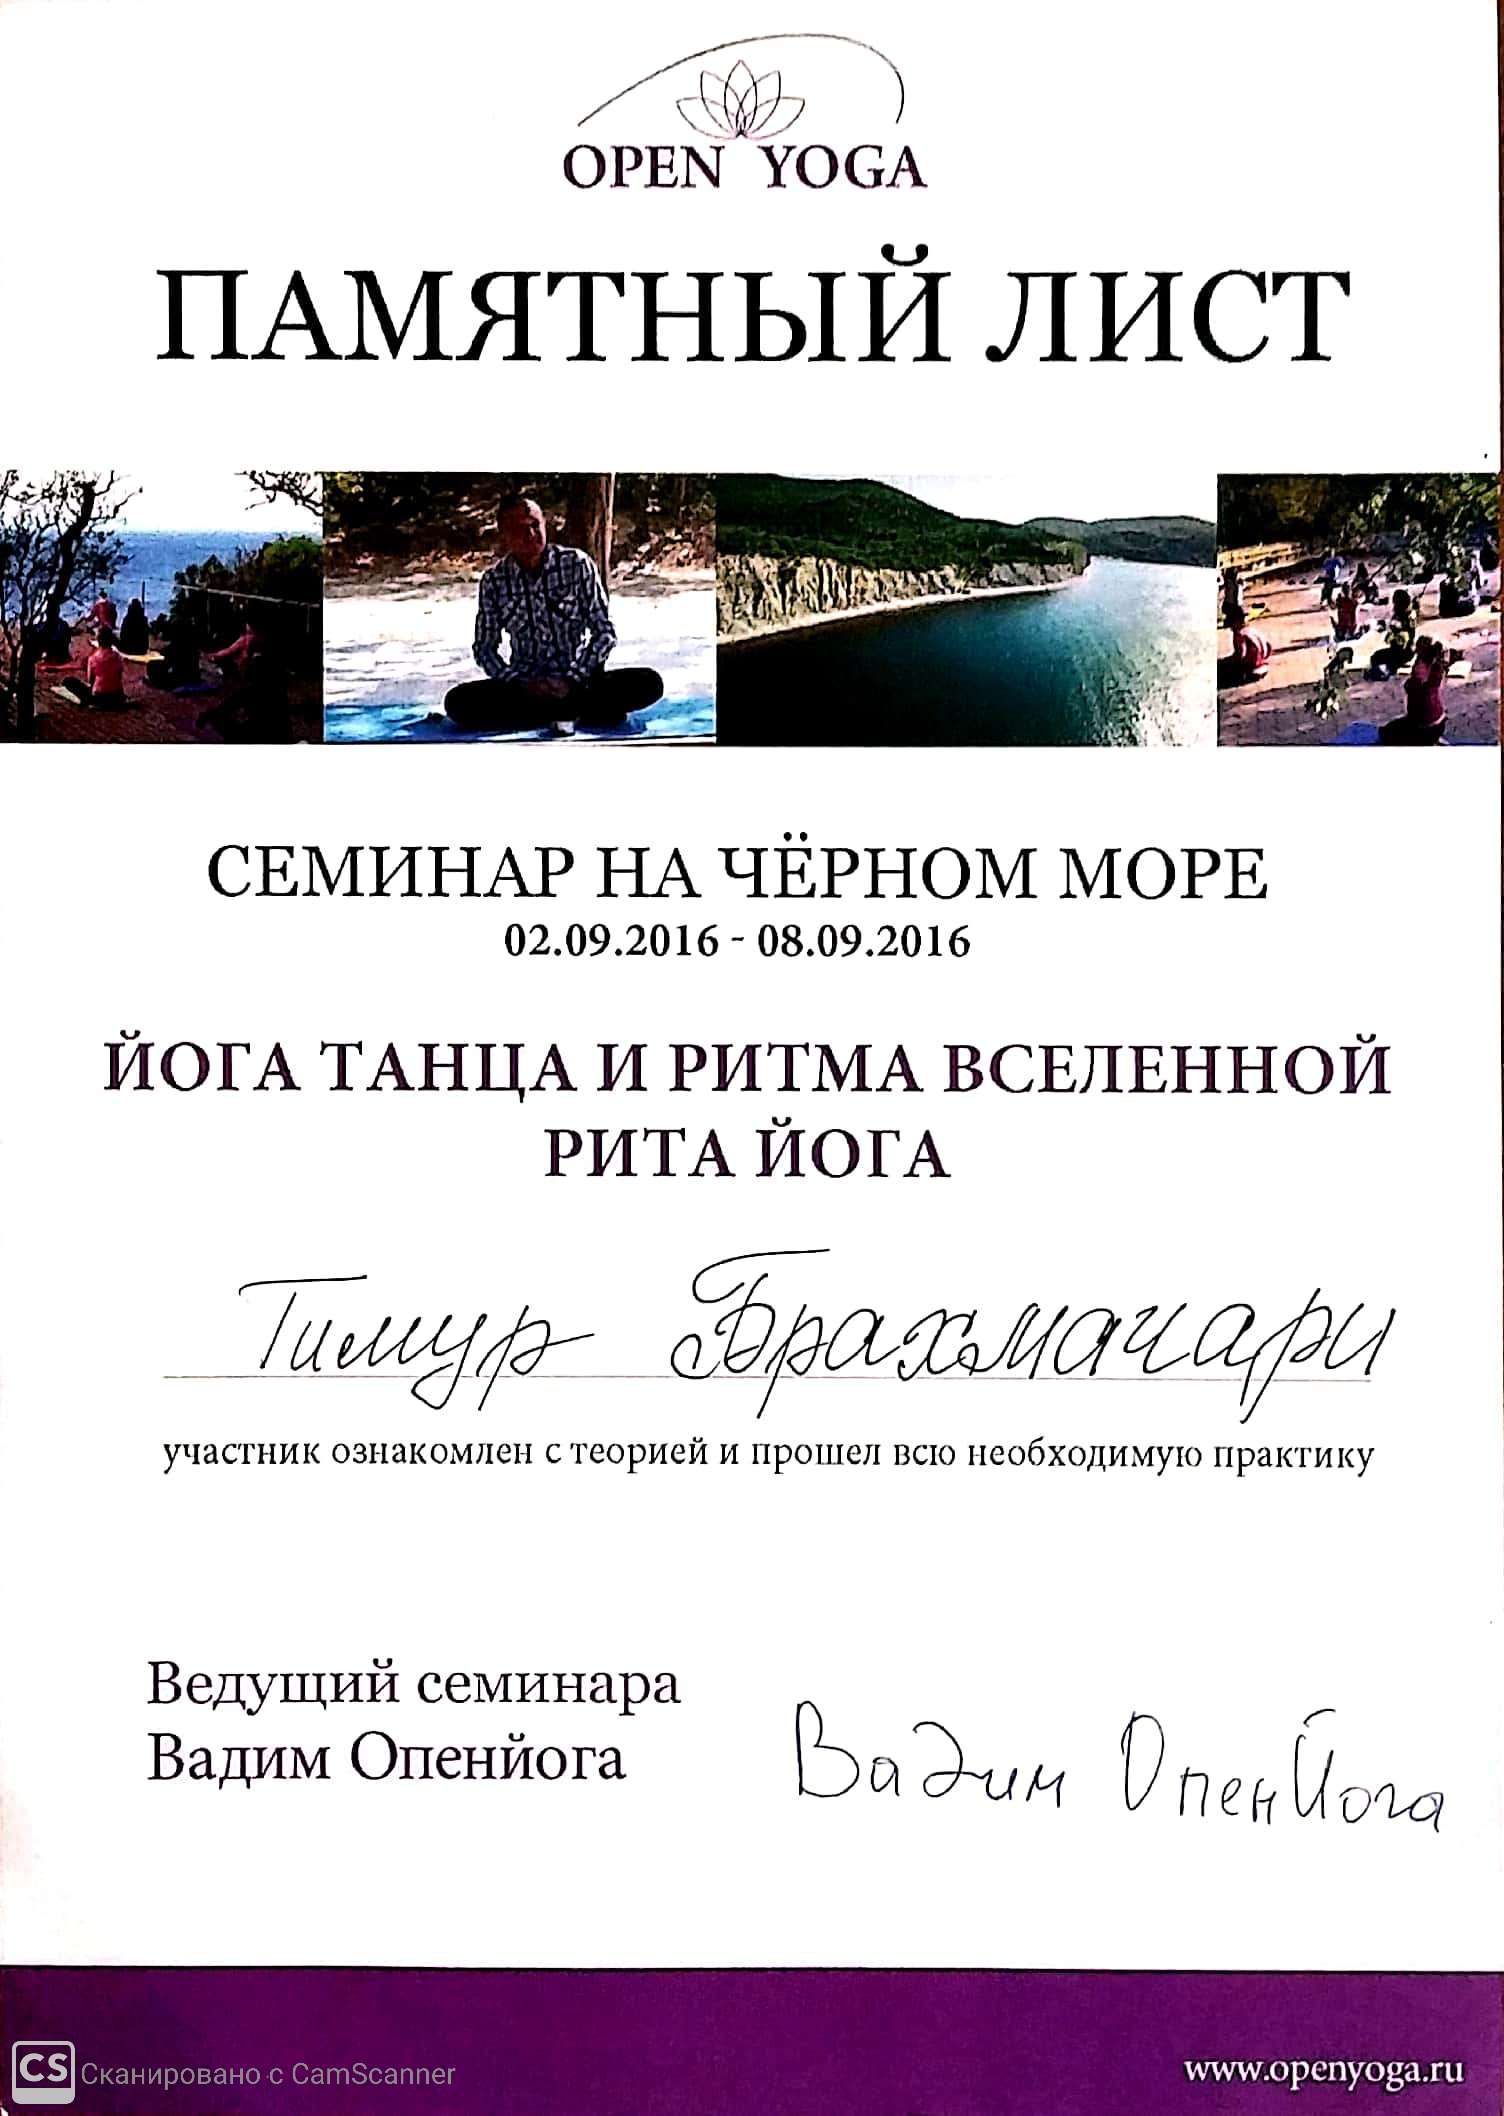 OPEN YOGA
ПАМЯТНЫЙ ЛИСТ
СЕМИНАР НА ЧЁРНОМ МОРЕ
02.09.2016 - 08.09.2016
ЙОГА ТАНЦА И РИТМА ВСЕЛЕННОЙ
РИТА ЙОГА
Тимур Брахмачари
участник ознакомлен с теорией и прошел всю необходимую практику
Ведущий семинара
Вадим Опенйога
Вадим ОпенЙога
CS Сканировано с CamScanner
www.openyoga.ru